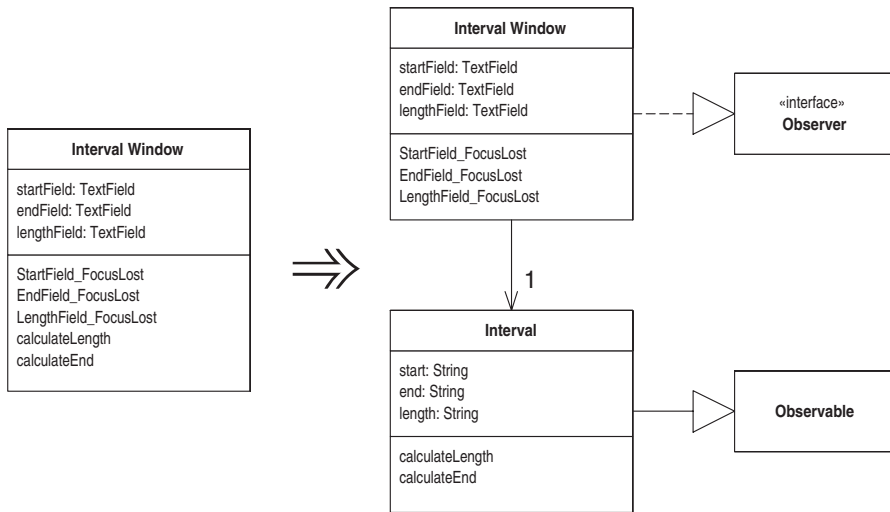 Interval Window
startField: TextField
endField: TextField
lengthField: TextField
StartField_FocusLost
EndField_FocusLost
LengthField_FocusLost
calculateLength
calculateEnd
Interval Window
startField: TextField
endField: TextField
lengthField: TextField
StartField_FocusLost
EndField_FocusLost
LengthField_FocusLost
«interface»
Observer
1
Interval
start: String
end: String
length: String
calculateLength
calculateEnd
Observable